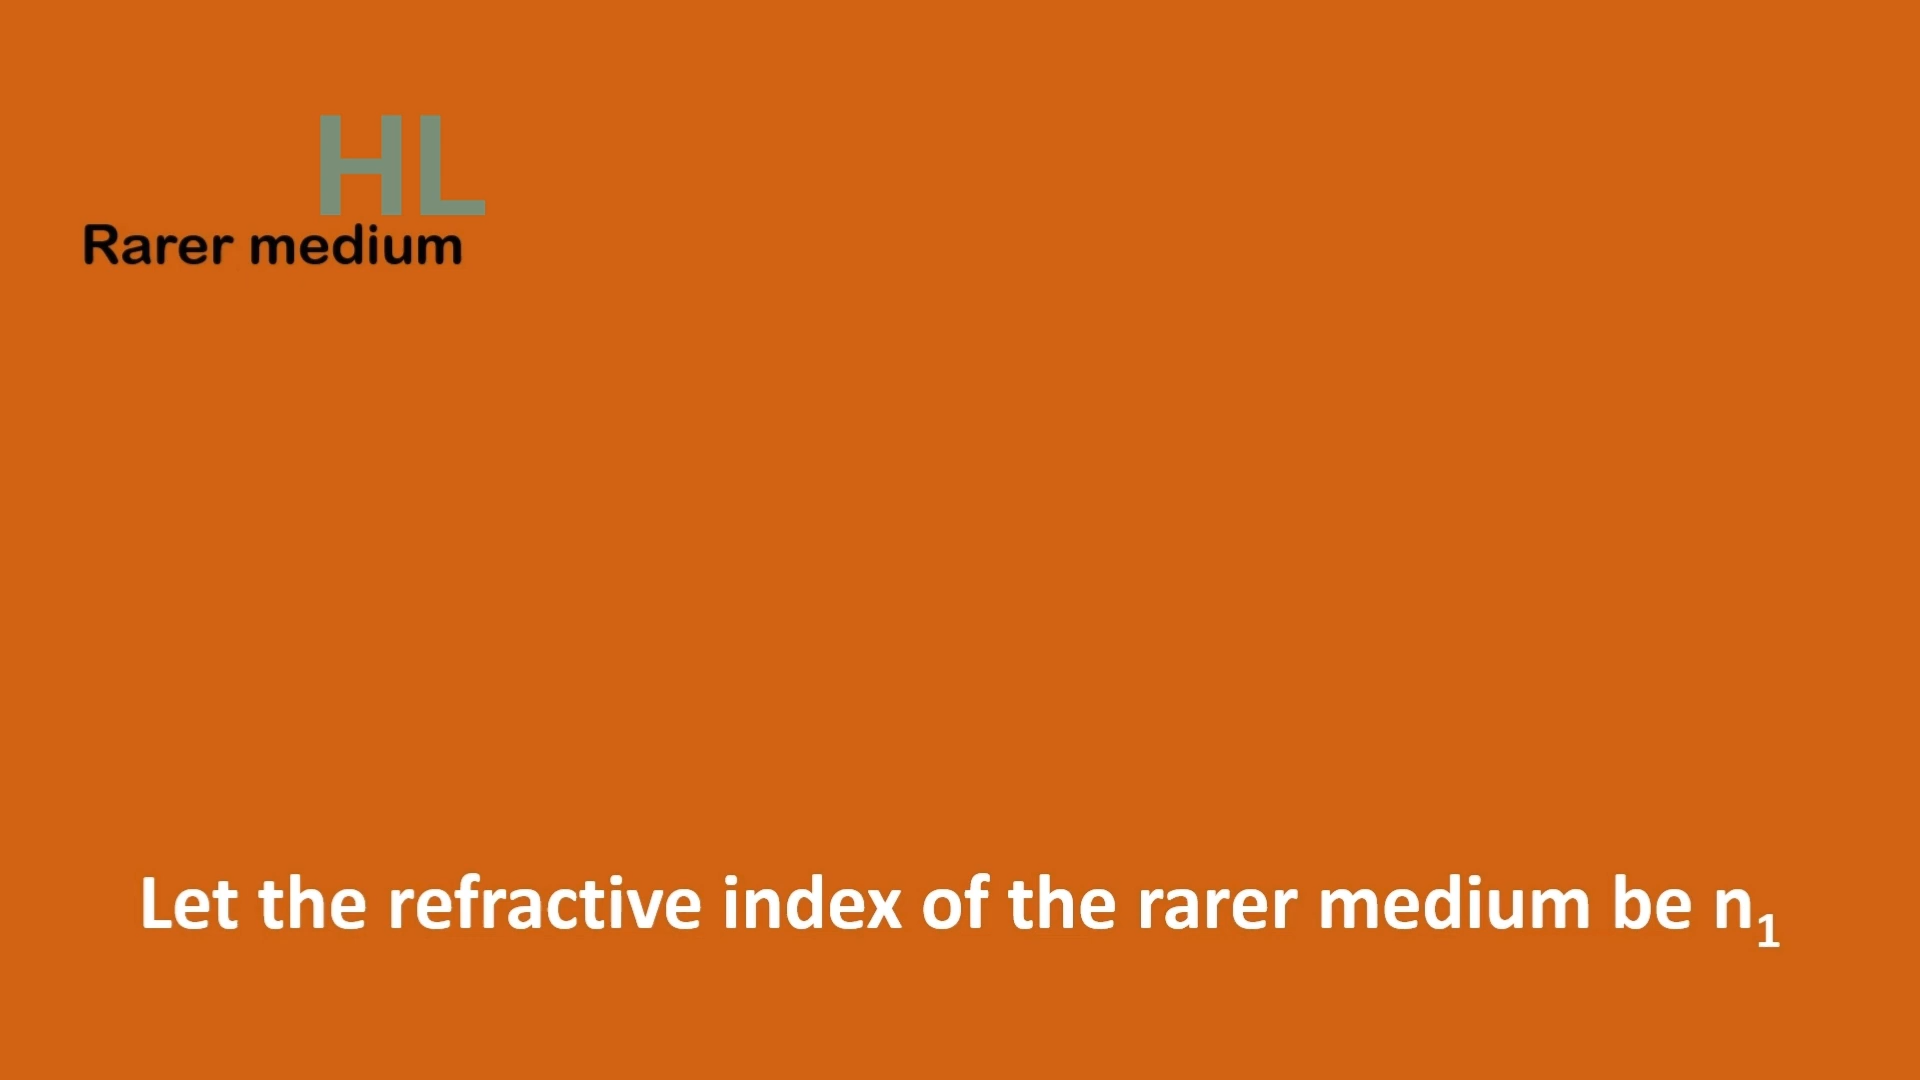 HL
Rarer medium
Let the refractive index of the rarer medium be n₁